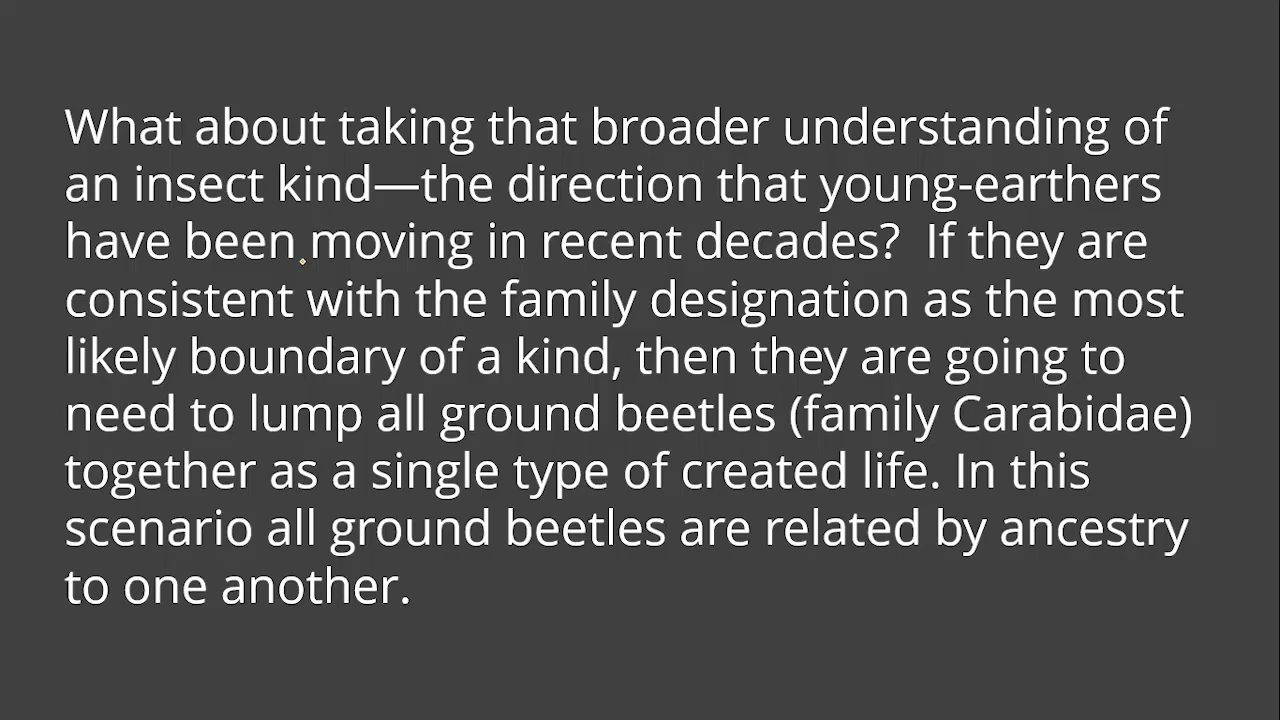 What about taking that broader understanding of
an insect kind—the direction that young-earthers
have been moving in recent decades?  If they are
consistent with the family designation as the most
likely boundary of a kind, then they are going to
need to lump all ground beetles (family Carabidae)
together as a single type of created life. In this
scenario all ground beetles are related by ancestry
to one another.